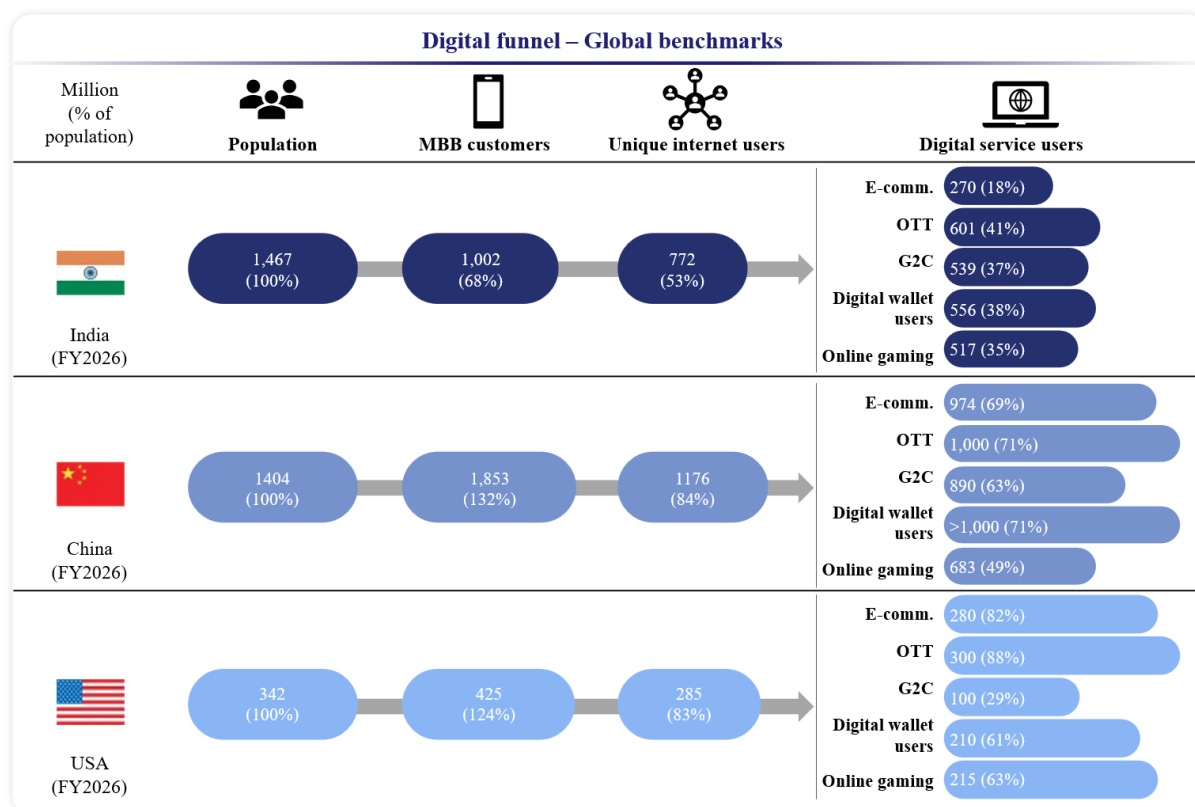 Digital funnel – Global benchmarks
Million
(% of
population)
Population
MBB customers
Unique internet users
Digital service users
India
(FY2026)
1,467
(100%)
1,002
(68%)
772
(53%)
E-comm.
270 (18%)
OTT
601 (41%)
G2C
539 (37%)
Digital wallet
users
556 (38%)
Online gaming
517 (35%)
China
(FY2026)
1404
(100%)
1,853
(132%)
1176
(84%)
E-comm.
974 (69%)
OTT
1,000 (71%)
G2C
890 (63%)
Digital wallet
users
>1,000 (71%)
Online gaming
683 (49%)
USA
(FY2026)
342
(100%)
425
(124%)
285
(83%)
E-comm.
280 (82%)
OTT
300 (88%)
G2C
100 (29%)
Digital wallet
users
210 (61%)
Online gaming
215 (63%)